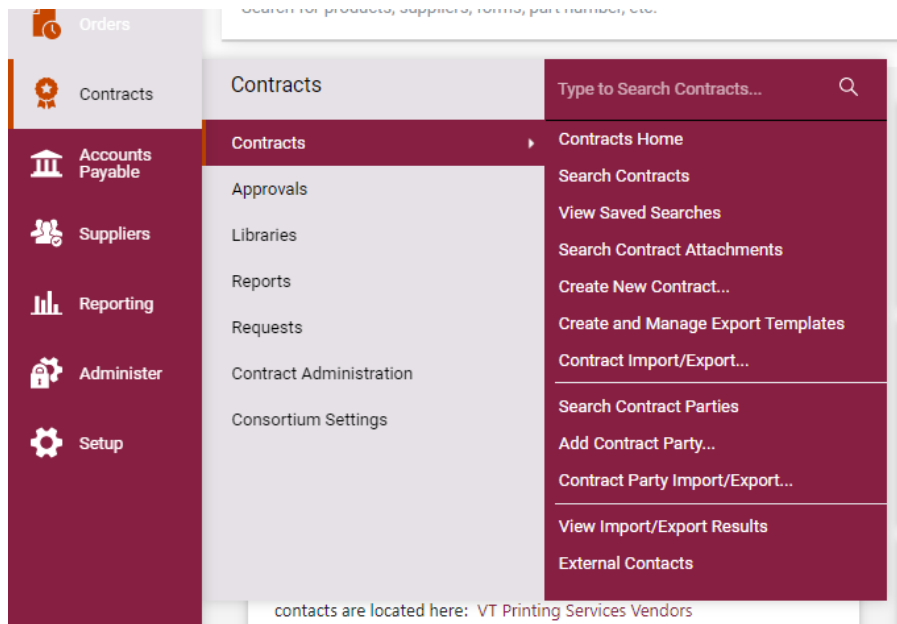 Orders
Search for products, suppliers, forms, part number, etc.
Contracts
Accounts
Payable
Suppliers
Reporting
Administer
Setup
Contracts
Contracts
Approvals
Libraries
Reports
Requests
Contract Administration
Consortium Settings
Type to Search Contracts...
Contracts Home
Search Contracts
View Saved Searches
Search Contract Attachments
Create New Contract...
Create and Manage Export Templates
Contract Import/Export...
Search Contract Parties
Add Contract Party...
Contract Party Import/Export...
View Import/Export Results
External Contacts
contacts are located here: VT Printing Services Vendors